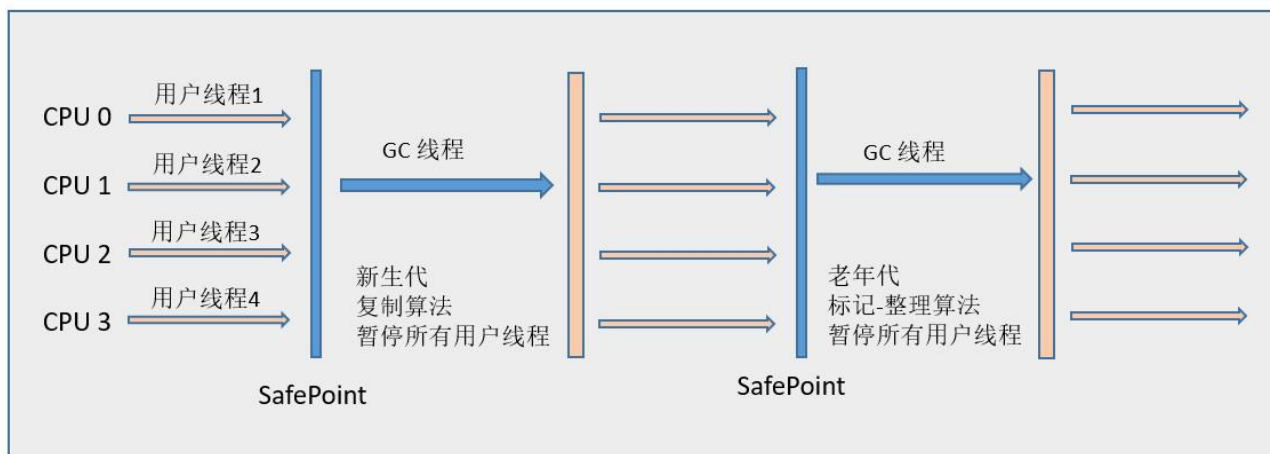 CPU 0
用户线程1
CPU 1
用户线程2
CPU 2
用户线程3
CPU 3
用户线程4
SafePoint
GC 线程
新生代
复制算法
暂停所有用户线程
SafePoint
GC 线程
老年代
标记-整理算法
暂停所有用户线程